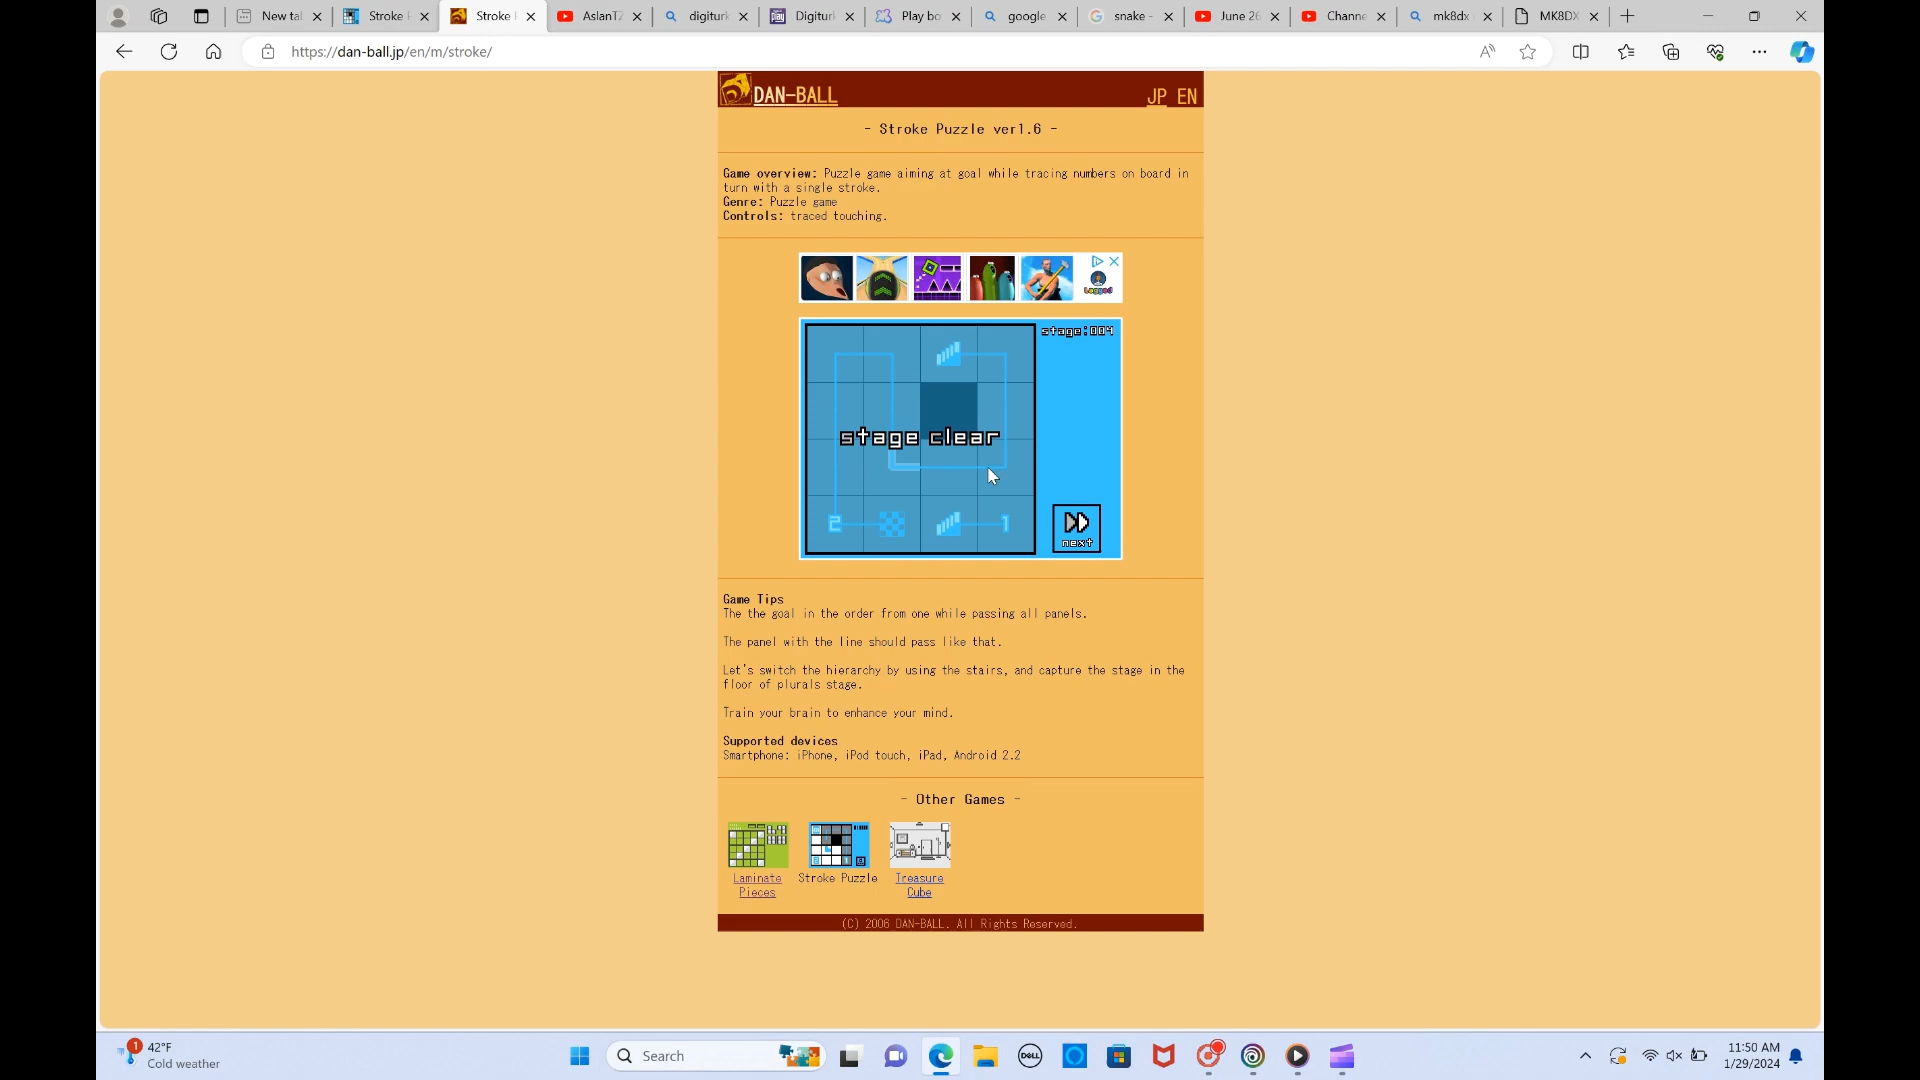 New ta
Stroke
Stroke
AslanTZ
digiturk
Digiturk
Play bo
google
snake -
June 26
Channe
mk8dx
MK8DX
https://dan-ball.jp/en/m/stroke/
DAN-BALL
JP EN
- Stroke Puzzle ver1.6 -
Game overview: Puzzle game aiming at goal while tracing numbers on board in
turn with a single stroke.
Genre: Puzzle game
Controls: traced touching.
Lagged
stage:004
stage clear
2
1
next
Game Tips
The the goal in the order from one while passing all panels.
The panel with the line should pass like that.
Let's switch the hierarchy by using the stairs, and capture the stage in the
floor of plurals stage.
Train your brain to enhance your mind.
Supported devices
Smartphone: iPhone, iPod touch, iPad, Android 2.2
- Other Games -
Laminate
Pieces
Stroke Puzzle
Treasure
Cube
(C) 2006 DAN-BALL. All Rights Reserved.
1
42°F
Cold weather
Search
DELL
11:50 AM
1/29/2024